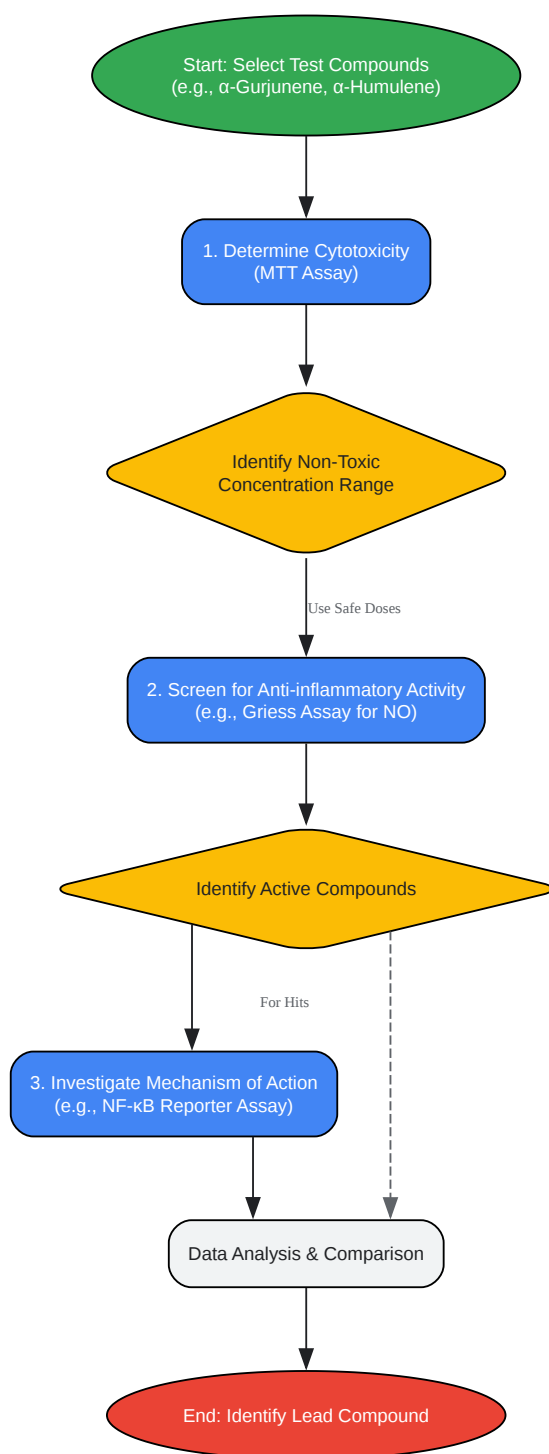 Start: Select Test Compounds
(e.g., α-Gurjunene, α-Humulene)
1. Determine Cytotoxicity
(MTT Assay)
Identify Non-Toxic
Concentration Range
Use Safe Doses
2. Screen for Anti-inflammatory Activity
(e.g., Griess Assay for NO)
Identify Active Compounds
For Hits
3. Investigate Mechanism of Action
(e.g., NF-κB Reporter Assay)
Data Analysis & Comparison
End: Identify Lead Compound